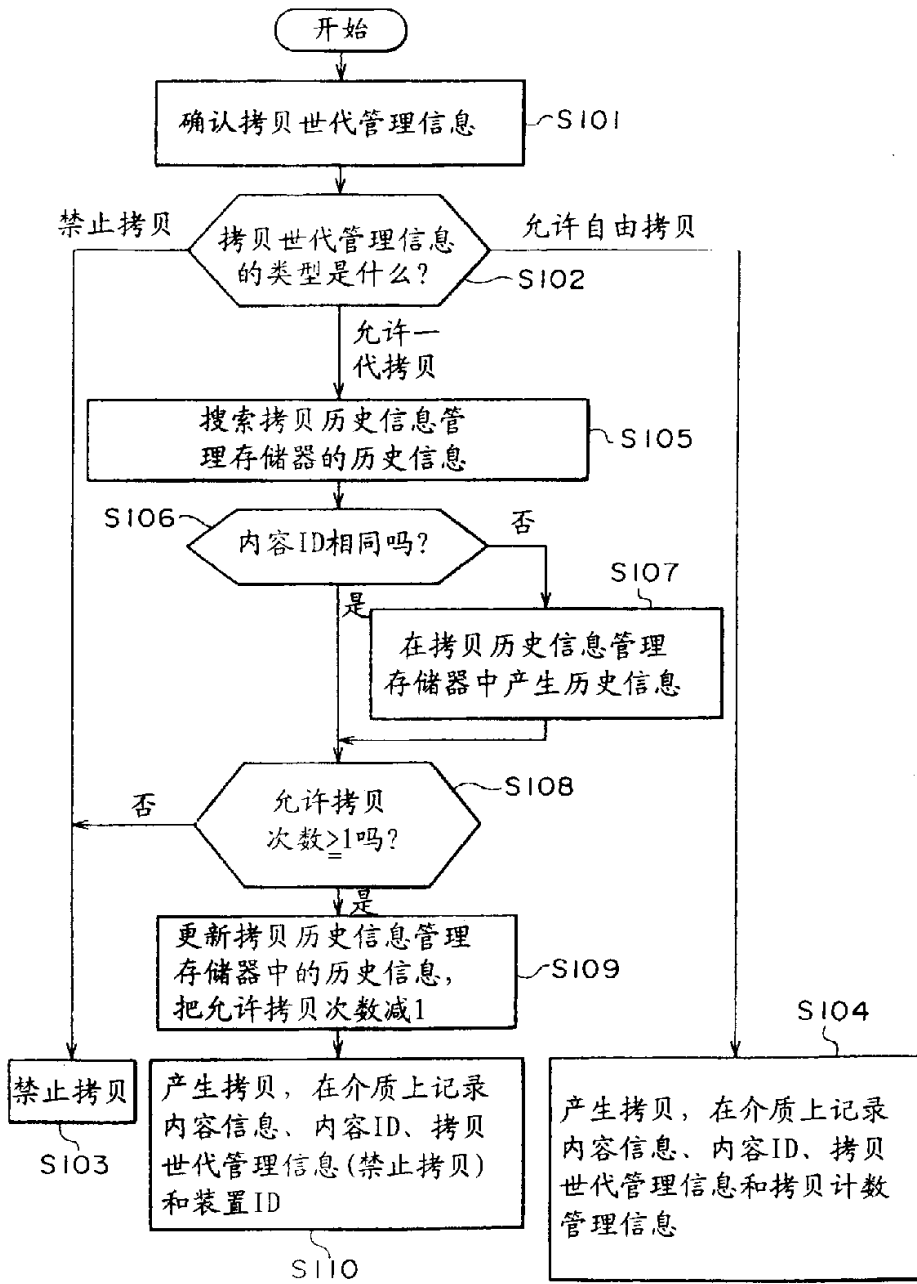 开始
确认拷贝世代管理信息
S101
禁止拷贝
拷贝世代管理信息
的类型是什么?
允许自由拷贝
S102
允许一
代拷贝
搜索拷贝历史信息管
理存储器的历史信息
S105
S106
内容ID相同吗?
否
S107
是
在拷贝历史信息管理
存储器中产生历史信息
否
允许拷贝
次数≧1吗?
S108
是
更新拷贝历史信息管理
存储器中的历史信息,
把允许拷贝次数减1
S109
S104
禁止拷贝
S103
产生拷贝, 在介质上记录
内容信息、内容ID、拷贝
世代管理信息(禁止拷贝)
和装置ID
S110
产生拷贝, 在介质上记录
内容信息、内容ID、拷贝
世代管理信息和拷贝计数
管理信息